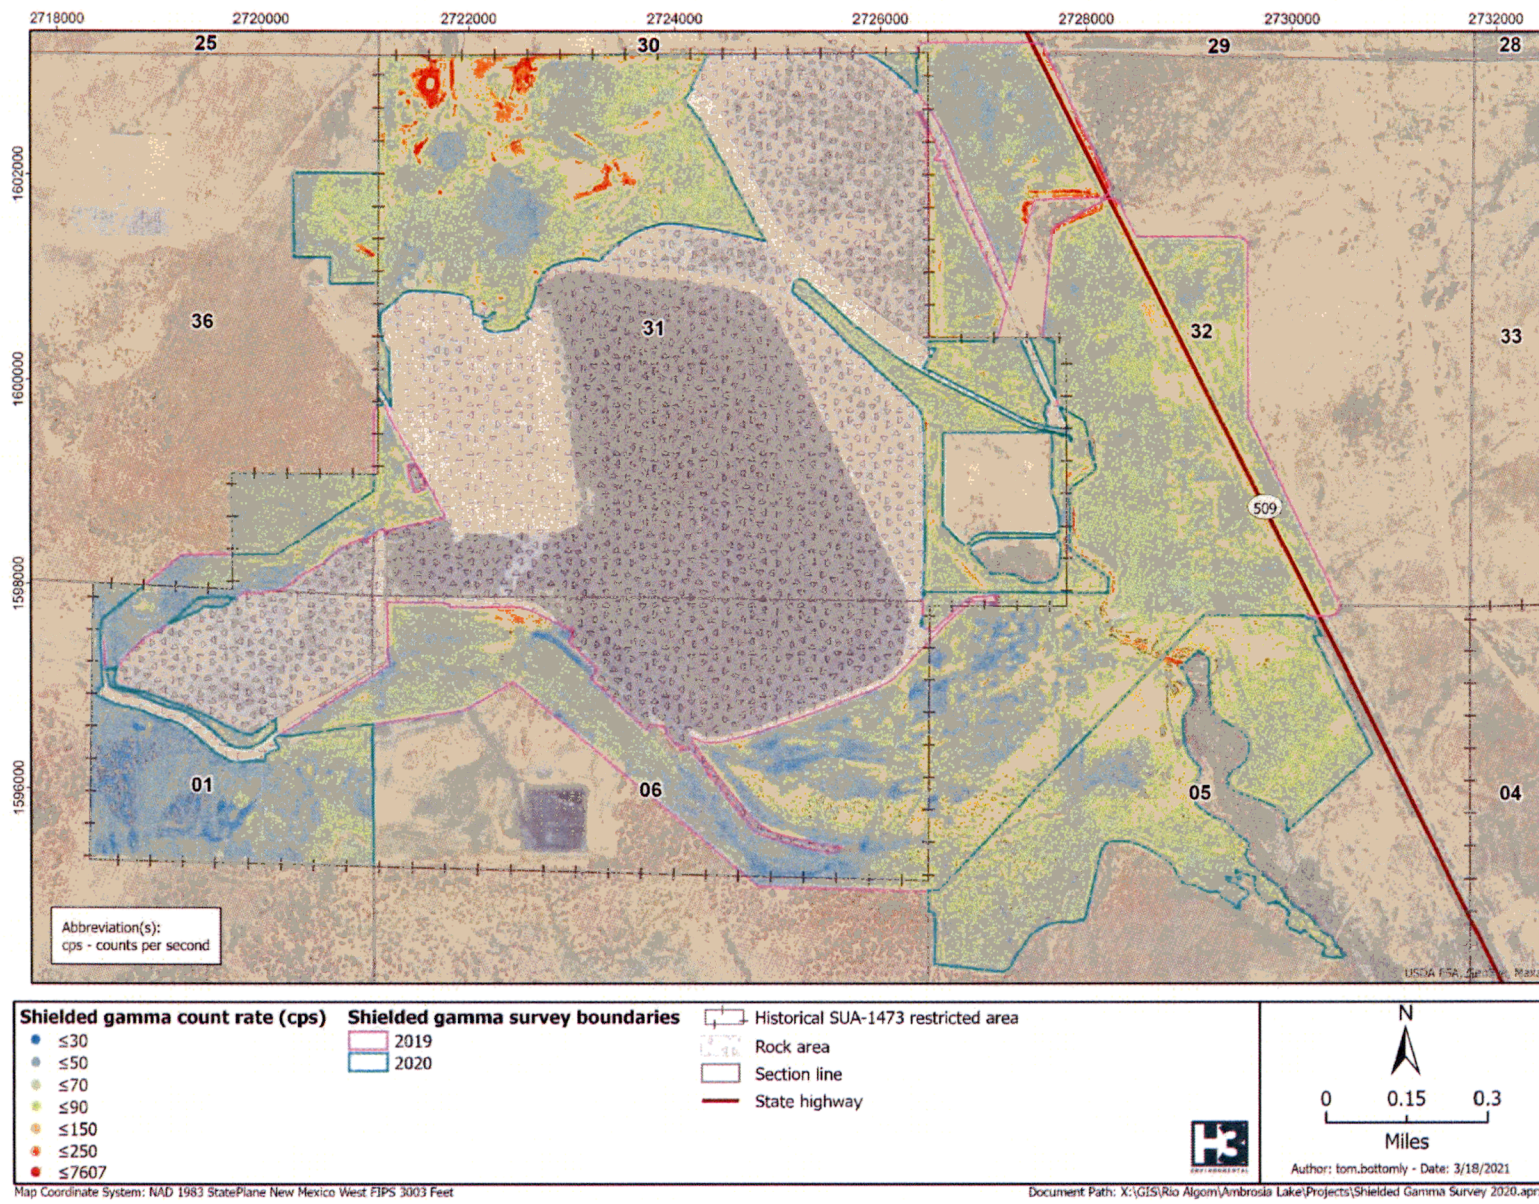 2718000 2720000 2722000 2724000 2726000 2728000 2730000 2732000
25 30 29 28
1602000
36 31 32 33
1600000
509
1598000
01 06 05 04
1596000
Abbreviation(s):
cps - counts per second
USDA FSA,
Shielded gamma count rate (cps)
≤30
≤50
≤70
≤90
≤150
≤250
≤7607
Shielded gamma survey boundaries
2019
2020
Historical SUA-1473 restricted area
Rock area
Section line
State highway
H3
ENVIRONMENTAL
N
0 0.15 0.3
Miles
Author: tom.bottomly - Date: 3/18/2021
Map Coordinate System: NAD 1983 StatePlane New Mexico West FIPS 3003 Feet
Document Path: X:\GIS\Rio Algom\Ambrosia Lake\Projects\Shielded Gamma Survey 2020.apr